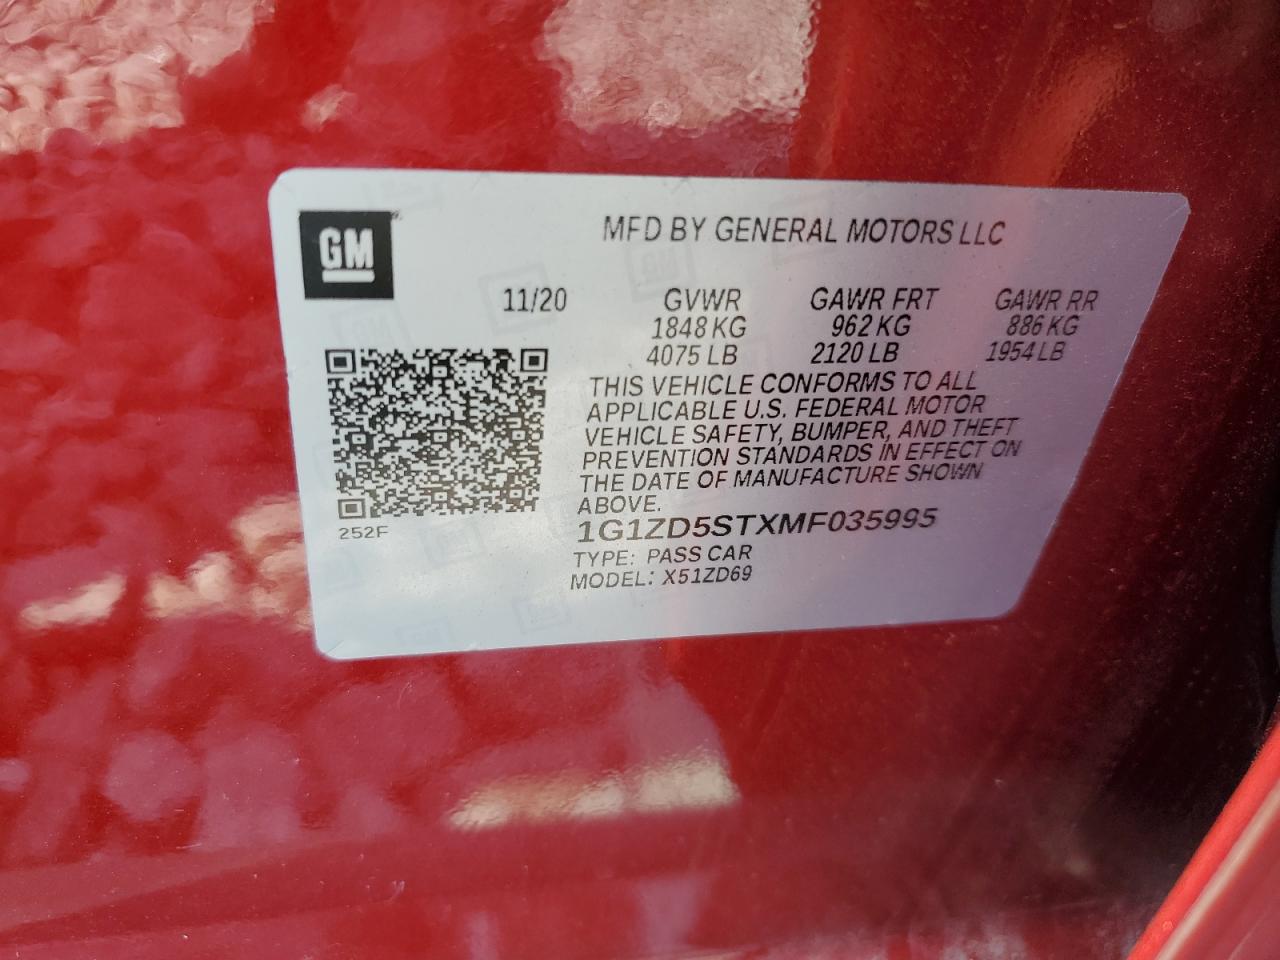 GM
MFD BY GENERAL MOTORS LLC
11/20 GVWR GAWR FRT GAWR RR
1848 KG 962 KG 886 KG
4075 LB 2120 LB 1954 LB
THIS VEHICLE CONFORMS TO ALL
APPLICABLE U.S. FEDERAL MOTOR
VEHICLE SAFETY, BUMPER, AND THEFT
PREVENTION STANDARDS IN EFFECT ON
THE DATE OF MANUFACTURE SHOWN
ABOVE.
252F
1G1ZD5STXMF035995
TYPE: PASS CAR
MODEL: X51ZD69